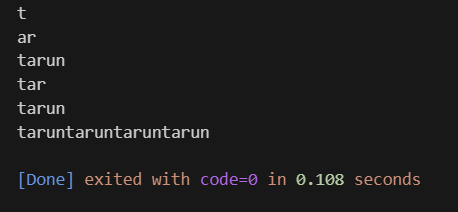 t
ar
tarun
tar
tarun
taruntaruntaruntarun
[Done] exited with code=0 in 0.108 seconds